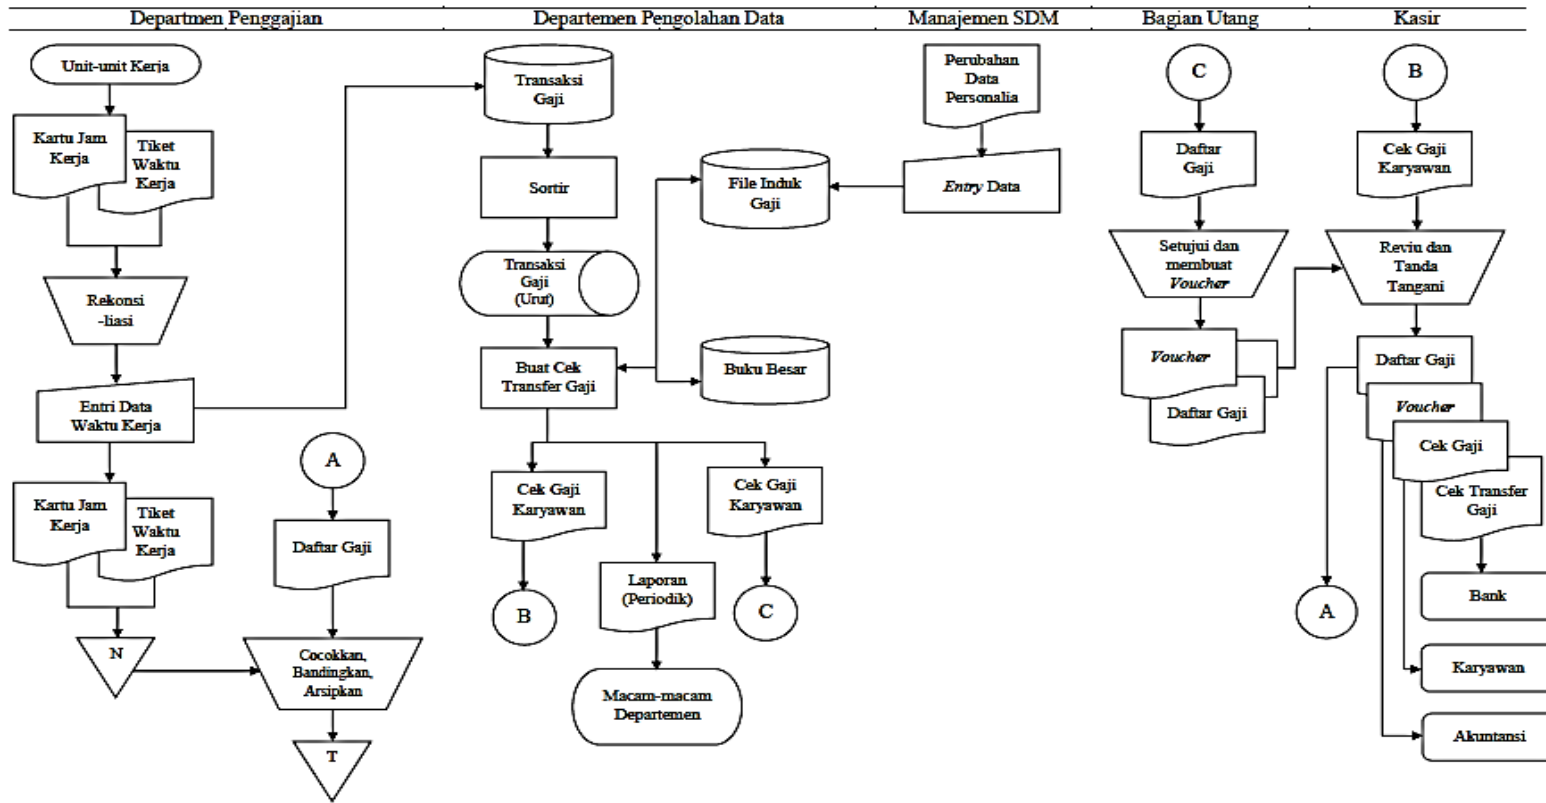 Departmen Penggajian
Departemen Pengolahan Data
Manajemen SDM
Bagian Utang
Kasir
Unit-unit Kerja
Kartu Jam
Kerja
Tiket
Waktu
Kerja
Rekonsi
-liasi
Entri Data
Waktu Kerja
Kartu Jam
Kerja
Tiket
Waktu
Kerja
N
A
Daftar Gaji
Cocokkan,
Bandingkan,
Arsipkan
T
Transaksi
Gaji
Sortir
Transaksi
Gaji
(Urut)
Buat Cek
Transfer Gaji
Cek Gaji
Karyawan
B
Laporan
(Periodik)
Macam-macam
Departemen
Cek Gaji
Karyawan
C
File Induk
Gaji
Buku Besar
Perubahan
Data
Personalia
Entry Data
C
Daftar
Gaji
Setujui dan
membuat
Voucher
Voucher
Daftar Gaji
B
Cek Gaji
Karyawan
Reviu dan
Tanda
Tangani
Daftar Gaji
Voucher
Cek Gaji
Cek Transfer
Gaji
A
Bank
Karyawan
Akuntansi